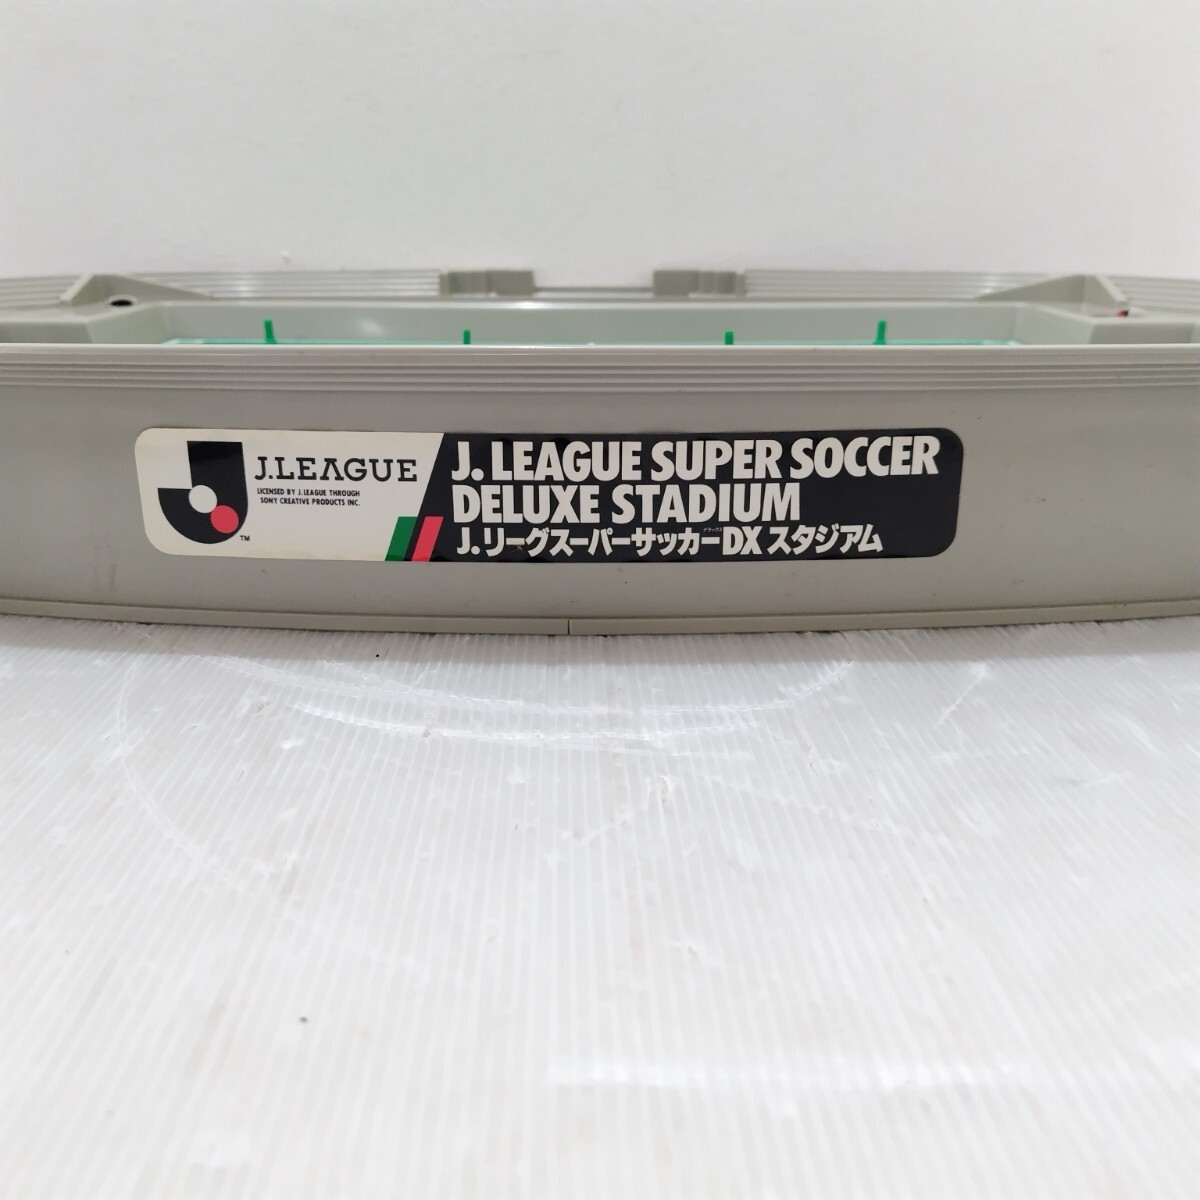 J.LEAGUE
LICENSED BY J.LEAGUE THROUGH
SONY CREATIVE PRODUCTS INC.
TM
J. LEAGUE SUPER SOCCER
DELUXE STADIUM
デラックス
J.リーグスーパーサッカーDXスタジアム